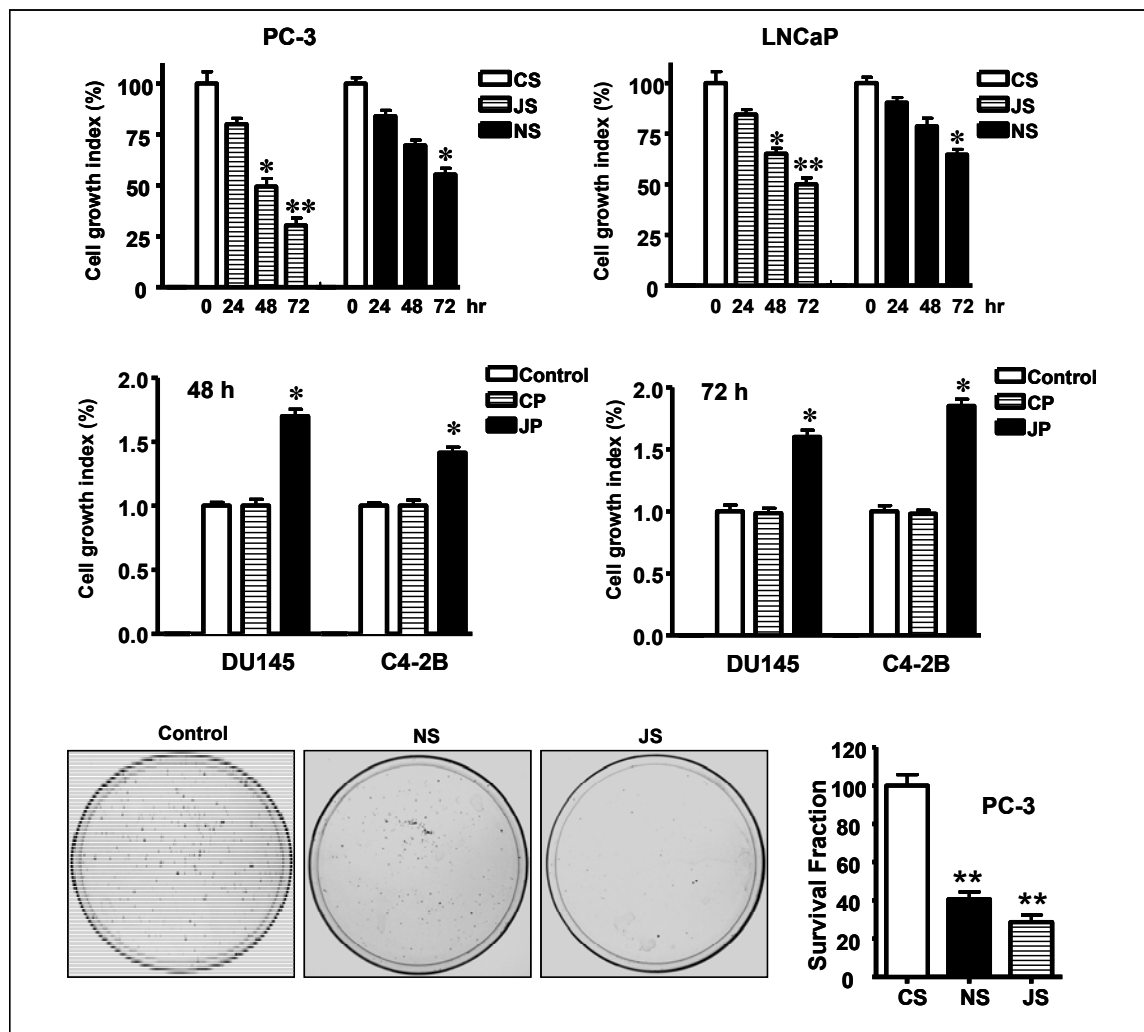 PC-3
Cell growth index (%)
100
75
50
25
0
* ** *
0 24 48 72 0 24 48 72 hr
CS
JS
NS
LNCaP
Cell growth index (%)
100
75
50
25
0
* ** *
0 24 48 72 0 24 48 72 hr
CS
JS
NS
48 h
Cell growth index (%)
2.0
1.5
1.0
0.5
0.0
* *
DU145 C4-2B
Control
CP
JP
72 h
Cell growth index (%)
2.0
1.5
1.0
0.5
0.0
* *
DU145 C4-2B
Control
CP
JP
Control NS JS
Survival Fraction
120
100
80
60
40
20
0
PC-3
** **
CS NS JS